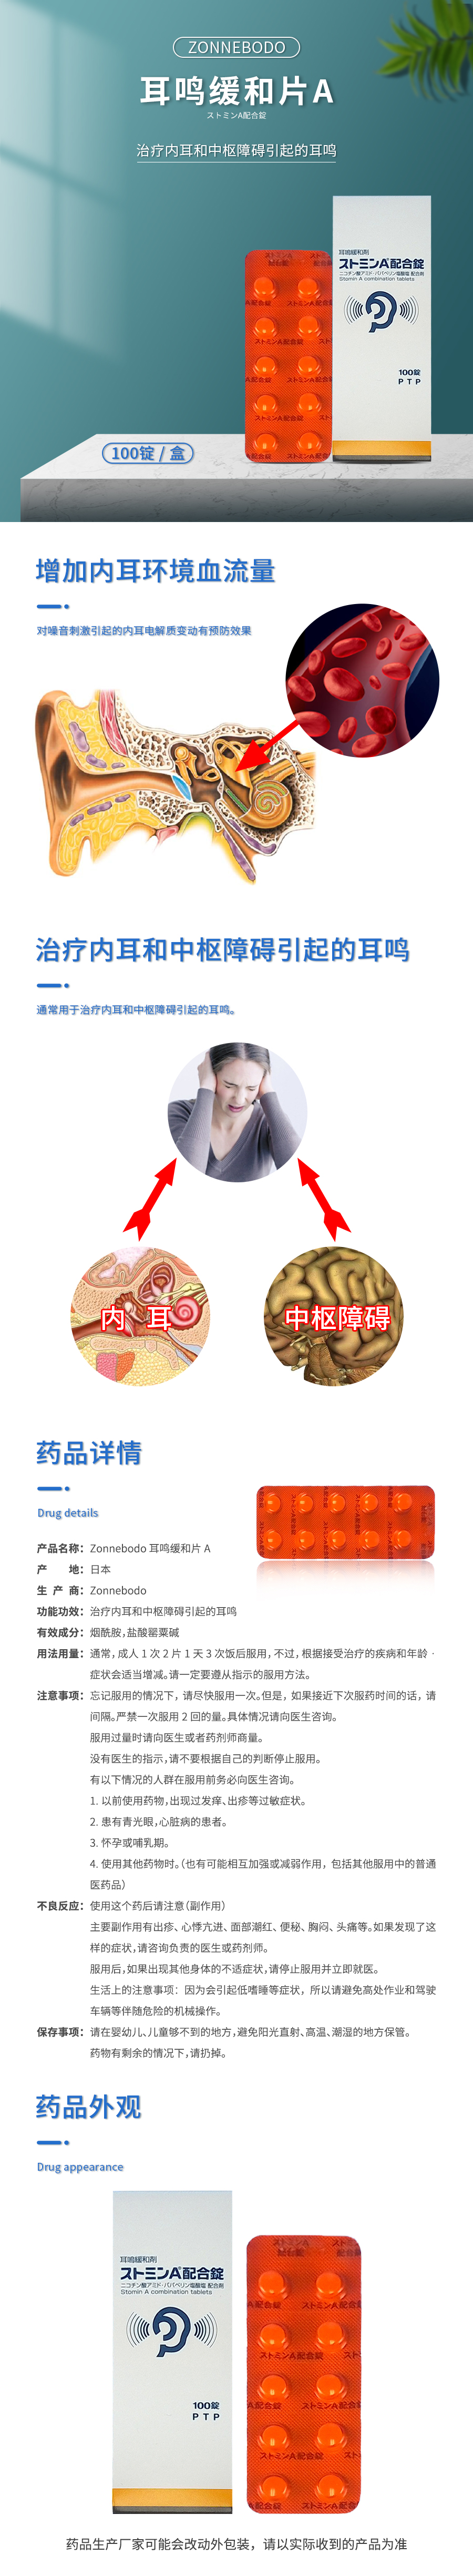 ZONNEBODO
耳鸣缓和片A
ストミンA配合錠
治疗内耳和中枢障碍引起的耳鸣
耳鳴緩和剤
ストミンA配合錠
ニコチン酸アミド・パパベリン塩酸塩 配合剤
Stomin A combination tablets
100錠
PTP
100锭 / 盒
增加内耳环境血流量
对噪音刺激引起的内耳电解质变动有预防效果
治疗内耳和中枢障碍引起的耳鸣
通常用于治疗内耳和中枢障碍引起的耳鸣。
内 耳
中枢障碍
药品详情
Drug details
产品名称：Zonnebodo 耳鸣缓和片 A
产 地：日本
生 产 商：Zonnebodo
功能功效：治疗内耳和中枢障碍引起的耳鸣
有效成分：烟酰胺，盐酸罂粟碱
用法用量：通常，成人 1 次 2 片 1 天 3 次饭后服用，不过，根据接受治疗的疾病和年龄 ·
症状会适当增减。请一定要遵从指示的服用方法。
注意事项：忘记服用的情况下，请尽快服用一次。但是，如果接近下次服药时间的话，请
间隔。严禁一次服用 2 回的量。具体情况请向医生咨询。
服用过量时请向医生或者药剂师商量。
没有医生的指示，请不要根据自己的判断停止服用。
有以下情况的人群在服用前务必向医生咨询。
1. 以前使用药物，出现过发痒、出疹等过敏症状。
2. 患有青光眼，心脏病的患者。
3. 怀孕或哺乳期。
4. 使用其他药物时。（也有可能相互加强或减弱作用，包括其他服用中的普通
医药品）
不良反应：使用这个药后请注意（副作用）
主要副作用有出疹、心悸亢进、面部潮红、便秘、胸闷、头痛等。如果发现了这
样的症状，请咨询负责的医生或药剂师。
服用后，如果出现其他身体的不适症状，请停止服用并立即就医。
生活上的注意事项：因为会引起低嗜睡等症状，所以请避免高处作业和驾驶
车辆等伴随危险的机械操作。
保存事项：请在婴幼儿、儿童够不到的地方，避免阳光直射、高温、潮湿的地方保管。
药物有剩余的情况下，请扔掉。
药品外观
Drug appearance
耳鳴緩和剤
ストミンA配合錠
ニコチン酸アミド・パパベリン塩酸塩 配合剤
Stomin A combination tablets
100錠
PTP
ストミンA配合錠
药品生产厂家可能会改动外包装，请以实际收到的产品为准